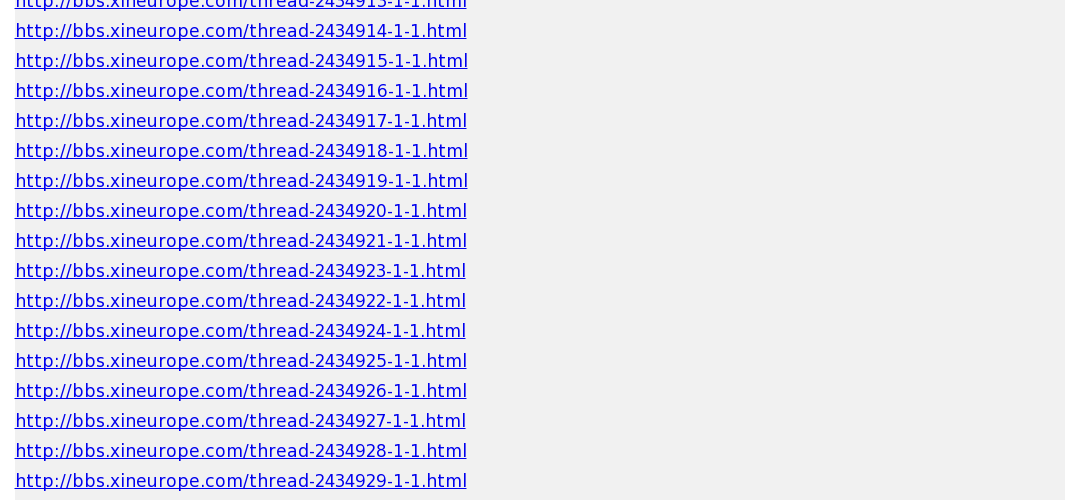 http://bbs.xineurope.com/thread-2434913-1-1.html
http://bbs.xineurope.com/thread-2434914-1-1.html
http://bbs.xineurope.com/thread-2434915-1-1.html
http://bbs.xineurope.com/thread-2434916-1-1.html
http://bbs.xineurope.com/thread-2434917-1-1.html
http://bbs.xineurope.com/thread-2434918-1-1.html
http://bbs.xineurope.com/thread-2434919-1-1.html
http://bbs.xineurope.com/thread-2434920-1-1.html
http://bbs.xineurope.com/thread-2434921-1-1.html
http://bbs.xineurope.com/thread-2434923-1-1.html
http://bbs.xineurope.com/thread-2434922-1-1.html
http://bbs.xineurope.com/thread-2434924-1-1.html
http://bbs.xineurope.com/thread-2434925-1-1.html
http://bbs.xineurope.com/thread-2434926-1-1.html
http://bbs.xineurope.com/thread-2434927-1-1.html
http://bbs.xineurope.com/thread-2434928-1-1.html
http://bbs.xineurope.com/thread-2434929-1-1.html